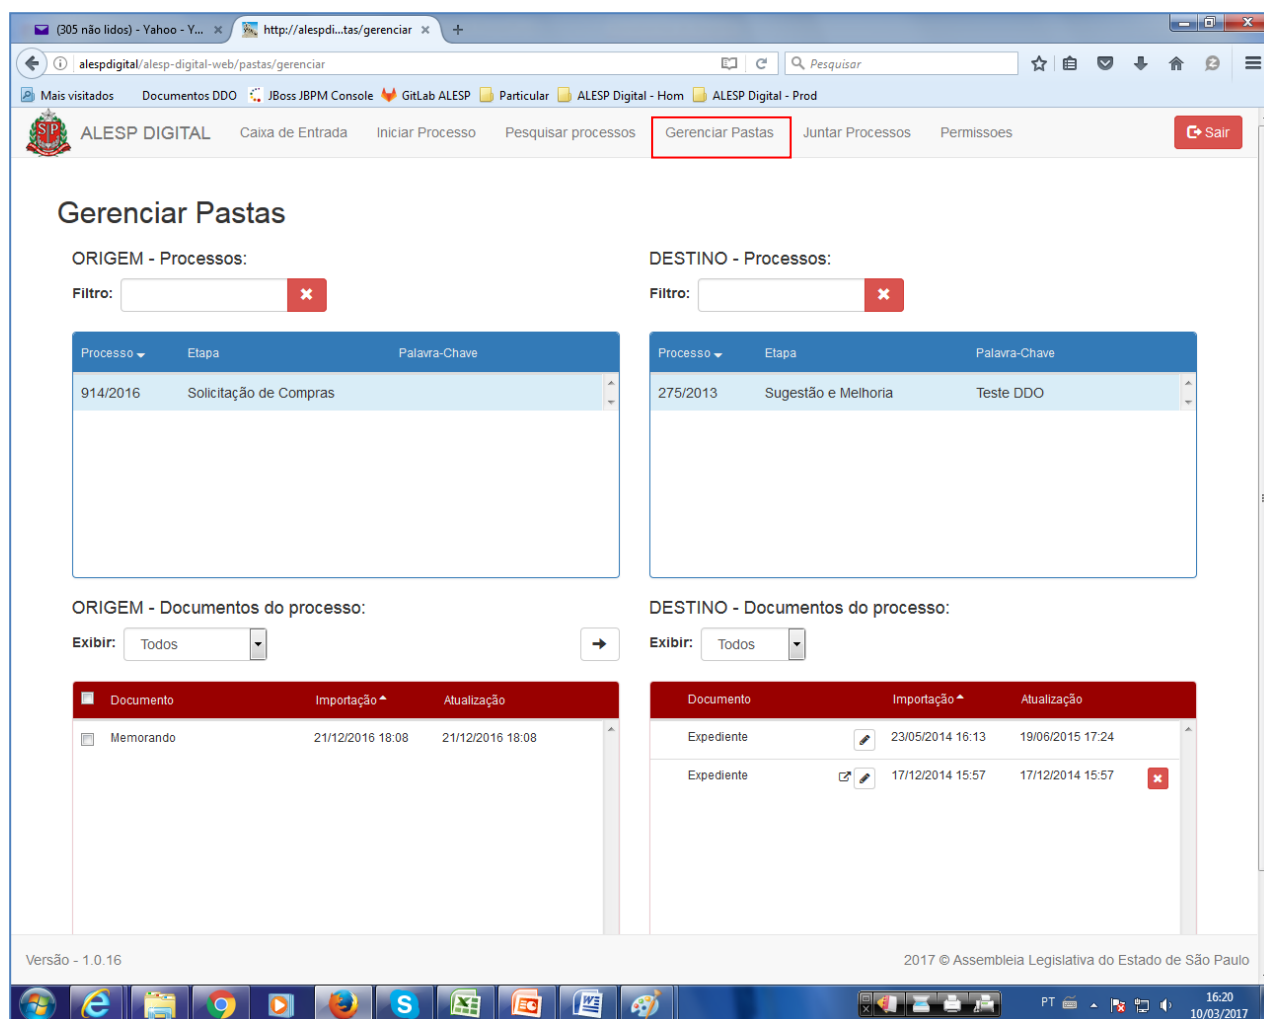 (305 não lidos) - Yahoo - Y...
http://alespdi...tas/gerenciar
alespdigital/alesp-digital-web/pastas/gerenciar
Pesquisar
Mais visitados Documentos DDO JBoss JBPM Console GitLab ALESP Particular ALESP Digital - Hom ALESP Digital - Prod
SP
ALESP DIGITAL Caixa de Entrada Iniciar Processo Pesquisar processos Gerenciar Pastas Juntar Processos Permissoes Sair
Gerenciar Pastas
ORIGEM - Processos: DESTINO - Processos:
Filtro: Filtro:
Processo Etapa Palavra-Chave Processo Etapa Palavra-Chave
914/2016 Solicitação de Compras 275/2013 Sugestão e Melhoria Teste DDO
ORIGEM - Documentos do processo: DESTINO - Documentos do processo:
Exibir: Todos Exibir: Todos
Documento Importação Atualização Documento Importação Atualização
Memorando 21/12/2016 18:08 21/12/2016 18:08 Expediente 23/05/2014 16:13 19/06/2015 17:24
Expediente 17/12/2014 15:57 17/12/2014 15:57
Versão - 1.0.16 2017 © Assembleia Legislativa do Estado de São Paulo
PT 16:20
10/03/2017